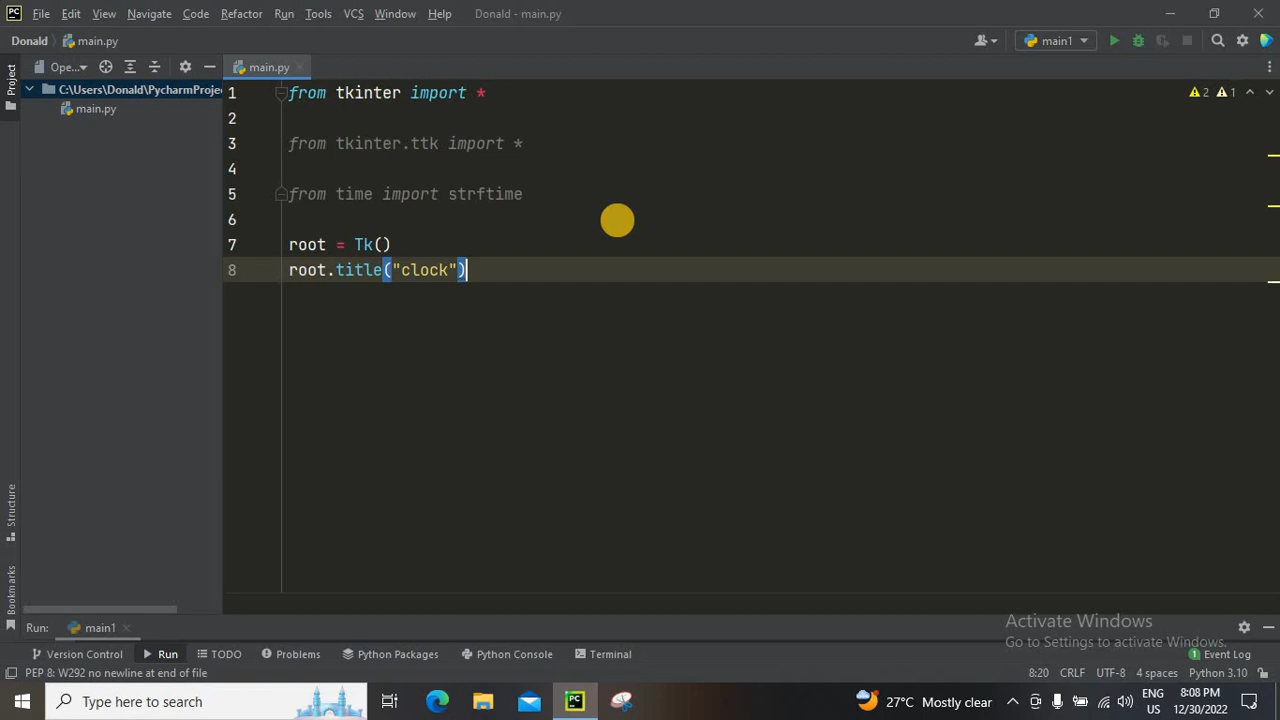 PC File Edit View Navigate Code Refactor Run Tools VCS Window Help Donald - main.py
Donald main.py main1
Project
Ope... main.py
C:\Users\Donald\PycharmProje
main.py
2 1
1 from tkinter import *
2
3 from tkinter.ttk import *
4
5 from time import strftime
6
7 root = Tk()
8 root.title("clock")
Structure
Bookmarks
Activate Windows
Go to Settings to activate Windows.
Run: main1
Version Control Run TODO Problems Python Packages Python Console Terminal 1 Event Log
PEP 8: W292 no newline at end of file 8:20 CRLF UTF-8 4 spaces Python 3.10
Type here to search PC 27°C Mostly clear ENG US 8:08 PM 12/30/2022